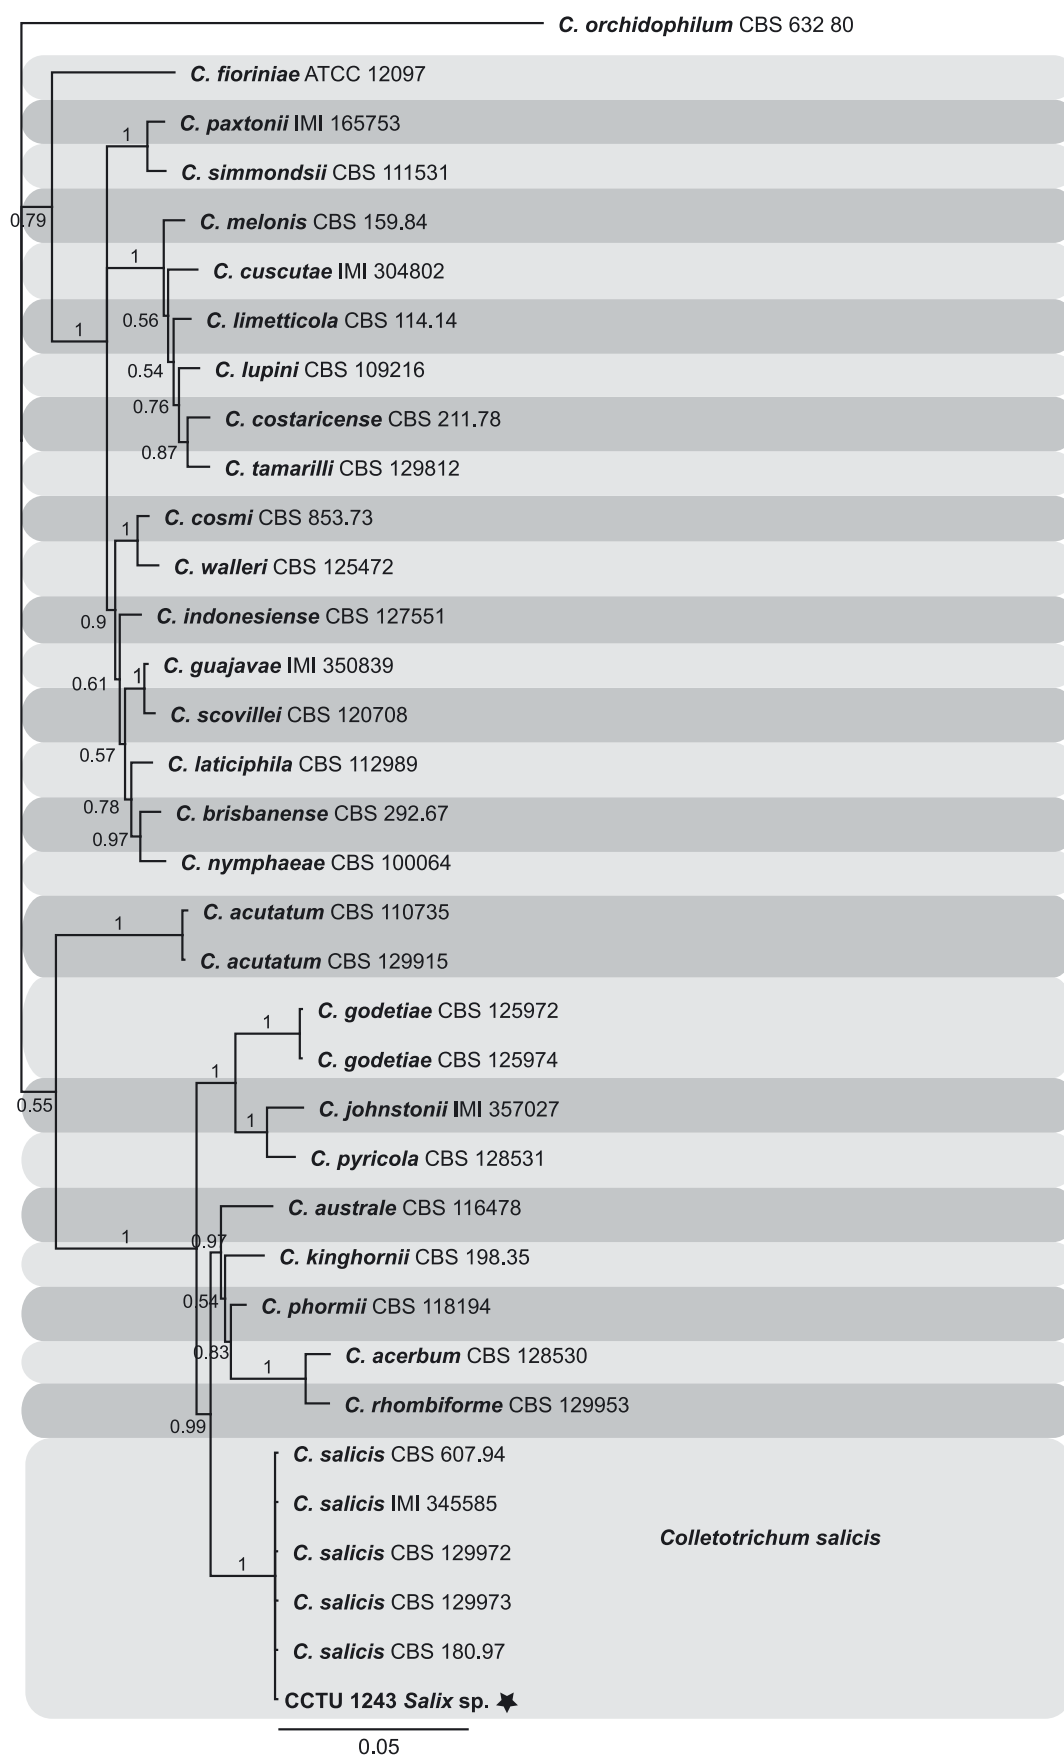 C. orchidophilum CBS 632 80
C. fioriniae ATCC 12097
C. paxtonii IMI 165753
1
C. simmondsii CBS 111531
C. melonis CBS 159.84
0.79
1
C. cuscutae IMI 304802
C. limetticola CBS 114.14
0.56
1
C. lupini CBS 109216
0.54
0.76
C. costaricense CBS 211.78
0.87
C. tamarilli CBS 129812
C. cosmi CBS 853.73
1
C. walleri CBS 125472
C. indonesiense CBS 127551
0.9
C. guajavae IMI 350839
1
0.61
C. scovillei CBS 120708
0.57
C. laticiphila CBS 112989
0.78
C. brisbanense CBS 292.67
0.97
C. nymphaeae CBS 100064
C. acutatum CBS 110735
1
C. acutatum CBS 129915
C. godetiae CBS 125972
1
C. godetiae CBS 125974
1
0.55
C. johnstonii IMI 357027
1
C. pyricola CBS 128531
C. australe CBS 116478
1
0.97
C. kinghornii CBS 198.35
0.54
C. phormii CBS 118194
0.83
C. acerbum CBS 128530
1
C. rhombiforme CBS 129953
0.99
C. salicis CBS 607.94
C. salicis IMI 345585
Colletotrichum salicis
C. salicis CBS 129972
1
C. salicis CBS 129973
C. salicis CBS 180.97
CCTU 1243 Salix sp. ★
0.05